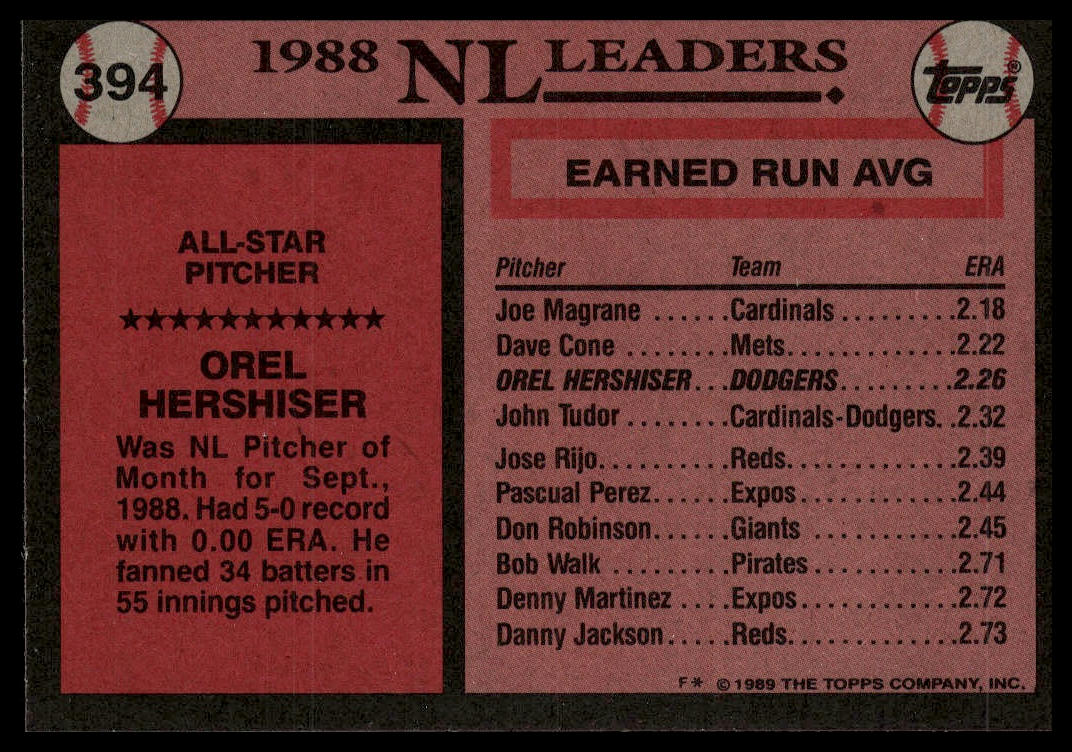 394
1988 NL LEADERS
TOPPS®
ALL-STAR
PITCHER
★★★★★★★★★★★
OREL
HERSHISER
Was NL Pitcher of
Month for Sept.,
1988. Had 5-0 record
with 0.00 ERA. He
fanned 34 batters in
55 innings pitched.
EARNED RUN AVG
Pitcher Team ERA
Joe Magrane ......Cardinals.........2.18
Dave Cone ........Mets.............2.22
OREL HERSHISER...DODGERS.........2.26
John Tudor .......Cardinals-Dodgers..2.32
Jose Rijo.........Reds.............2.39
Pascual Perez......Expos............2.44
Don Robinson......Giants............2.45
Bob Walk .........Pirates...........2.71
Denny Martinez ....Expos............2.72
Danny Jackson.....Reds.............2.73
F* © 1989 THE TOPPS COMPANY, INC.